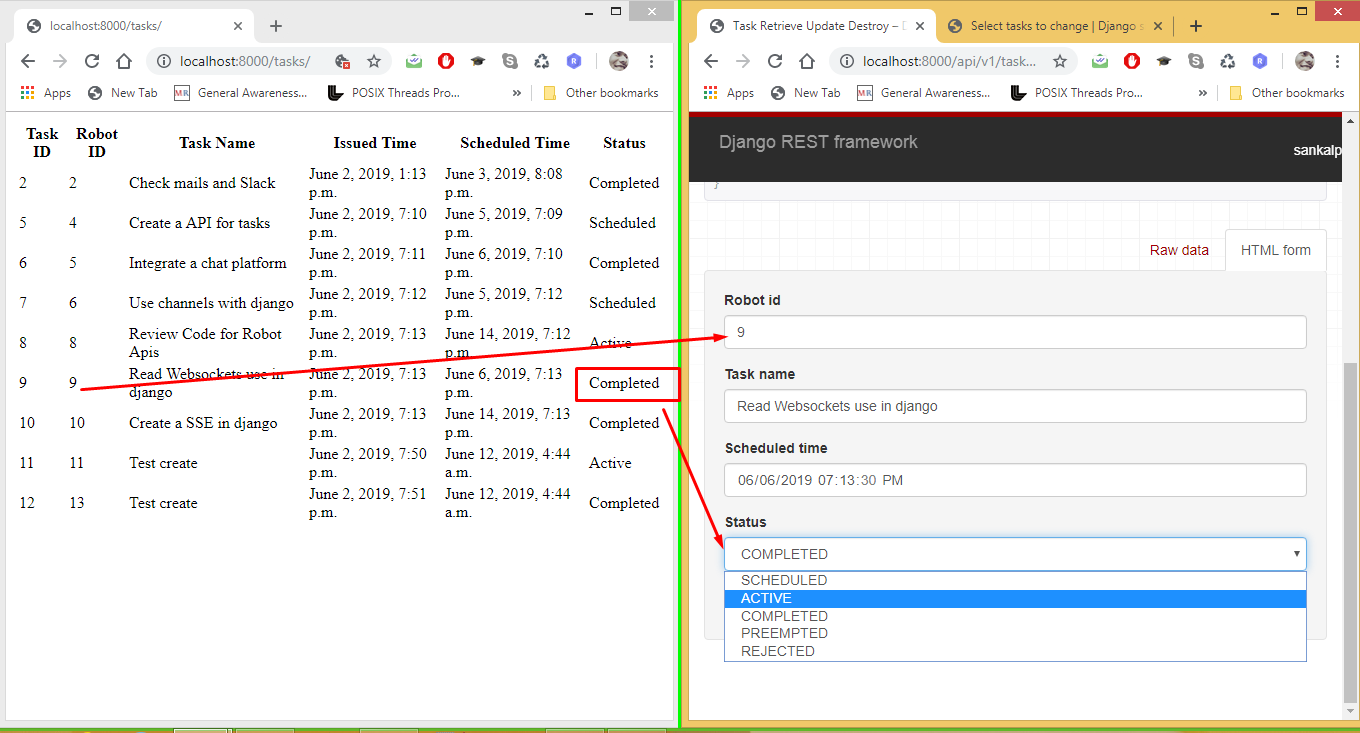 localhost:8000/tasks/
localhost:8000/tasks/
Apps New Tab MR General Awareness... POSIX Threads Pro... » Other bookmarks
Task ID Robot ID Task Name Issued Time Scheduled Time Status
2 2 Check mails and Slack June 2, 2019, 1:13 p.m. June 3, 2019, 8:08 p.m. Completed
5 4 Create a API for tasks June 2, 2019, 7:10 p.m. June 5, 2019, 7:09 p.m. Scheduled
6 5 Integrate a chat platform June 2, 2019, 7:11 p.m. June 6, 2019, 7:10 p.m. Completed
7 6 Use channels with django June 2, 2019, 7:12 p.m. June 5, 2019, 7:12 p.m. Scheduled
8 8 Review Code for Robot Apis June 2, 2019, 7:13 p.m. June 14, 2019, 7:12 p.m. Active
9 9 Read Websockets use in django June 2, 2019, 7:13 p.m. June 6, 2019, 7:13 p.m. Completed
10 10 Create a SSE in django June 2, 2019, 7:13 p.m. June 14, 2019, 7:13 p.m. Completed
11 11 Test create June 2, 2019, 7:50 p.m. June 12, 2019, 4:44 a.m. Active
12 13 Test create June 2, 2019, 7:51 p.m. June 12, 2019, 4:44 a.m. Completed
Task Retrieve Update Destroy – Select tasks to change | Django s
localhost:8000/api/v1/task...
Apps New Tab MR General Awareness... POSIX Threads Pro... » Other bookmarks
Django REST framework
sankalp
}
Raw data HTML form
Robot id
9
Task name
Read Websockets use in django
Scheduled time
06/06/2019 07:13:30 PM
Status
COMPLETED
SCHEDULED
ACTIVE
COMPLETED
PREEMPTED
REJECTED